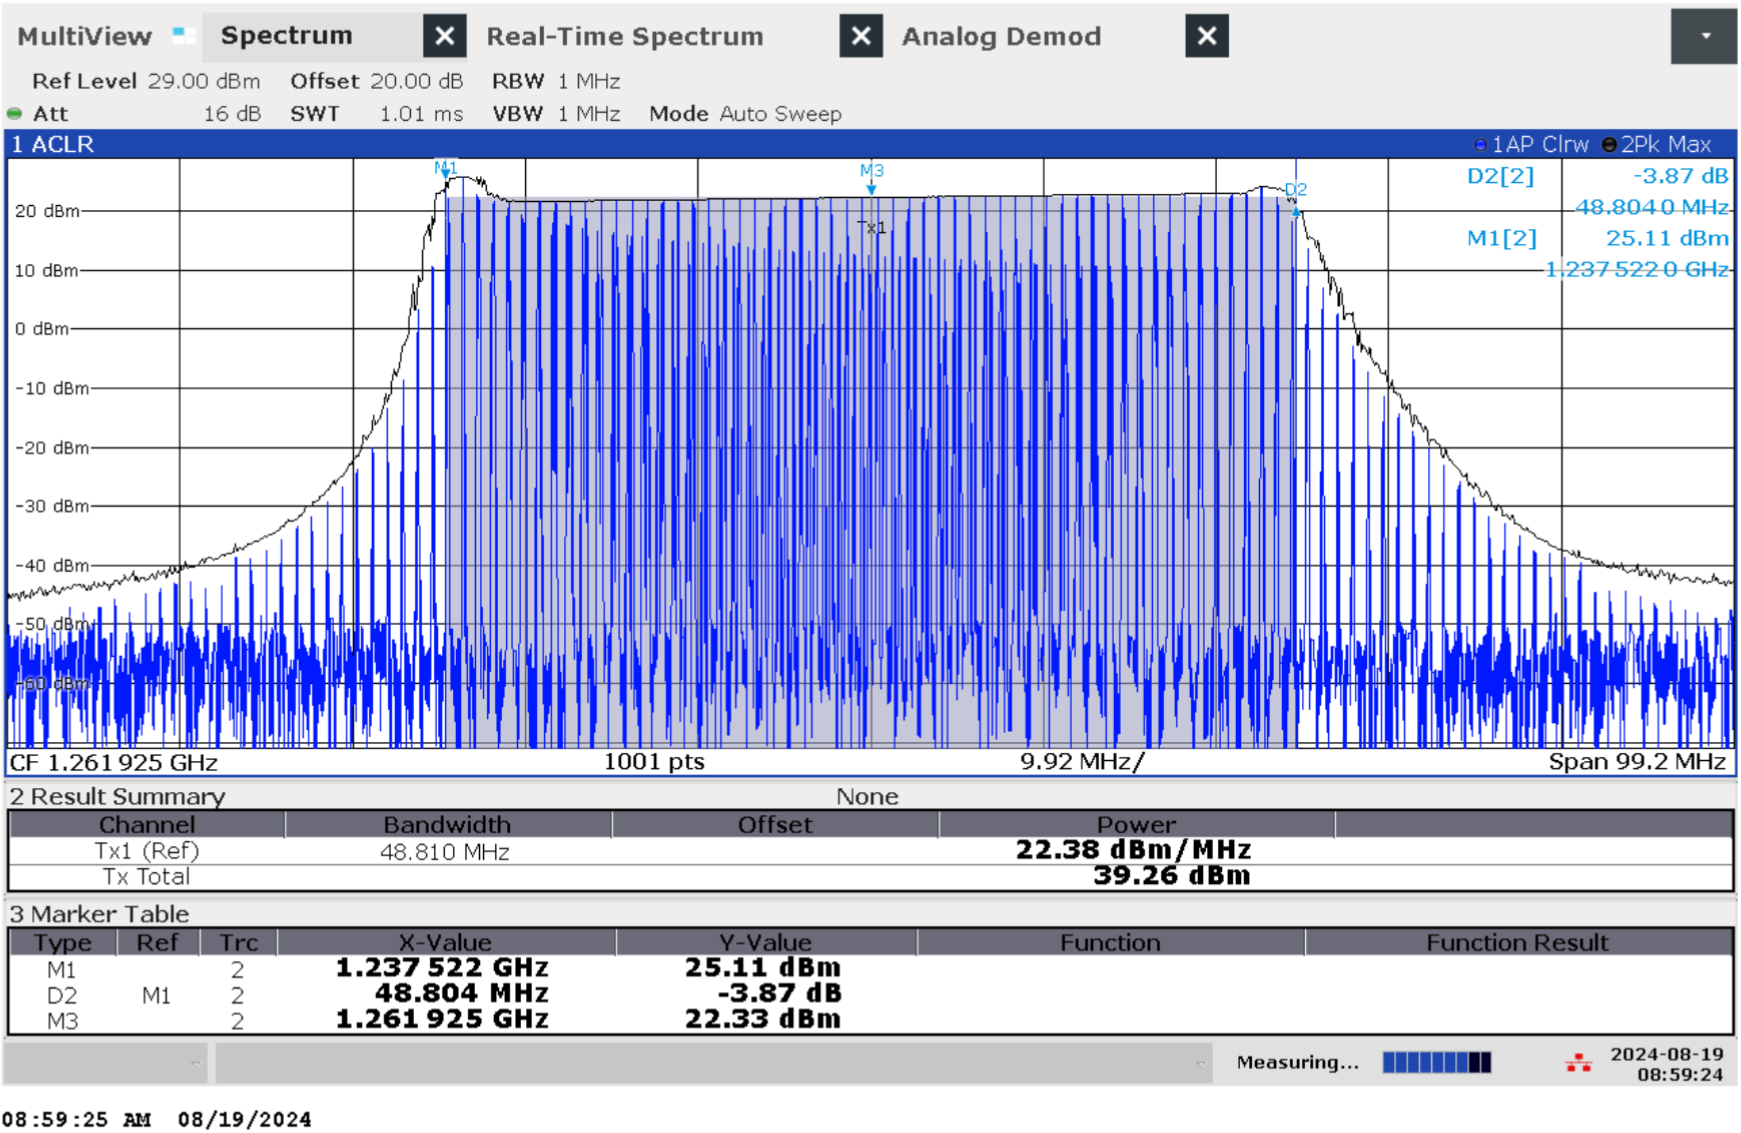 MultiView Spectrum Real-Time Spectrum Analog Demod
Ref Level 29.00 dBm Offset 20.00 dB RBW 1 MHz
Att 16 dB SWT 1.01 ms VBW 1 MHz Mode Auto Sweep
1 ACLR 1AP Clrw 2Pk Max
M1 M3 D2
Tx1
D2[2] -3.87 dB
48.8040 MHz
M1[2] 25.11 dBm
1.2375220 GHz
20 dBm
10 dBm
0 dBm
-10 dBm
-20 dBm
-30 dBm
-40 dBm
-50 dBm
-60 dBm
CF 1.261925 GHz 1001 pts 9.92 MHz/ Span 99.2 MHz
2 Result Summary None
Channel Bandwidth Offset Power
Tx1 (Ref) 48.810 MHz 22.38 dBm/MHz
Tx Total 39.26 dBm
3 Marker Table
Type Ref Trc X-Value Y-Value Function Function Result
M1 2 1.237 522 GHz 25.11 dBm
D2 M1 2 48.804 MHz -3.87 dB
M3 2 1.261 925 GHz 22.33 dBm
Measuring... 2024-08-19
08:59:24
08:59:25 AM 08/19/2024